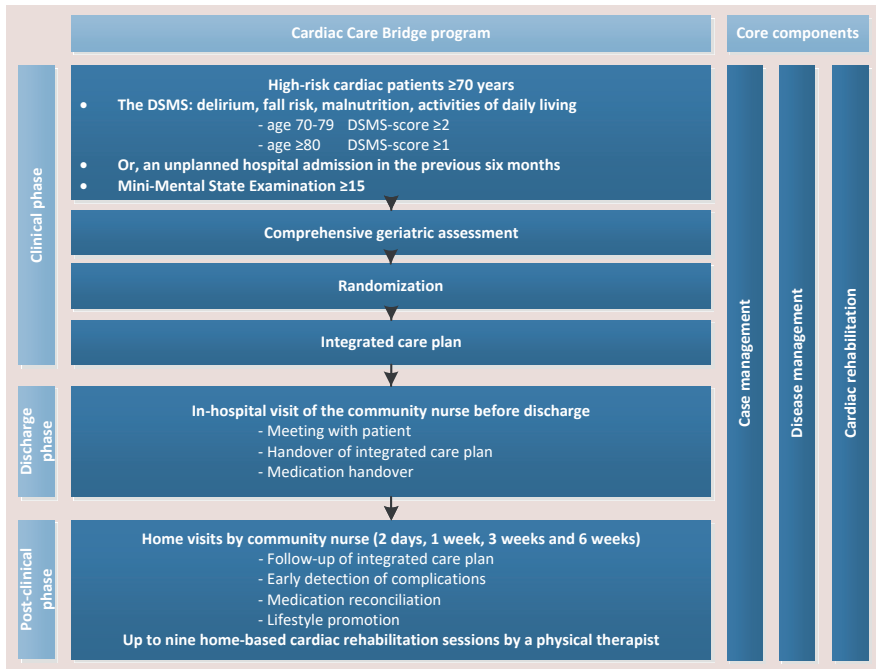 Cardiac Care Bridge program
Core components
Clinical phase
High-risk cardiac patients ≥70 years
• The DSMS: delirium, fall risk, malnutrition, activities of daily living
- age 70-79 DSMS-score ≥2
- age ≥80 DSMS-score ≥1
• Or, an unplanned hospital admission in the previous six months
• Mini-Mental State Examination ≥15
Comprehensive geriatric assessment
Randomization
Integrated care plan
Discharge
phase
In-hospital visit of the community nurse before discharge
- Meeting with patient
- Handover of integrated care plan
- Medication handover
Post-clinical
phase
Home visits by community nurse (2 days, 1 week, 3 weeks and 6 weeks)
- Follow-up of integrated care plan
- Early detection of complications
- Medication reconciliation
- Lifestyle promotion
Up to nine home-based cardiac rehabilitation sessions by a physical therapist
Case management
Disease management
Cardiac rehabilitation